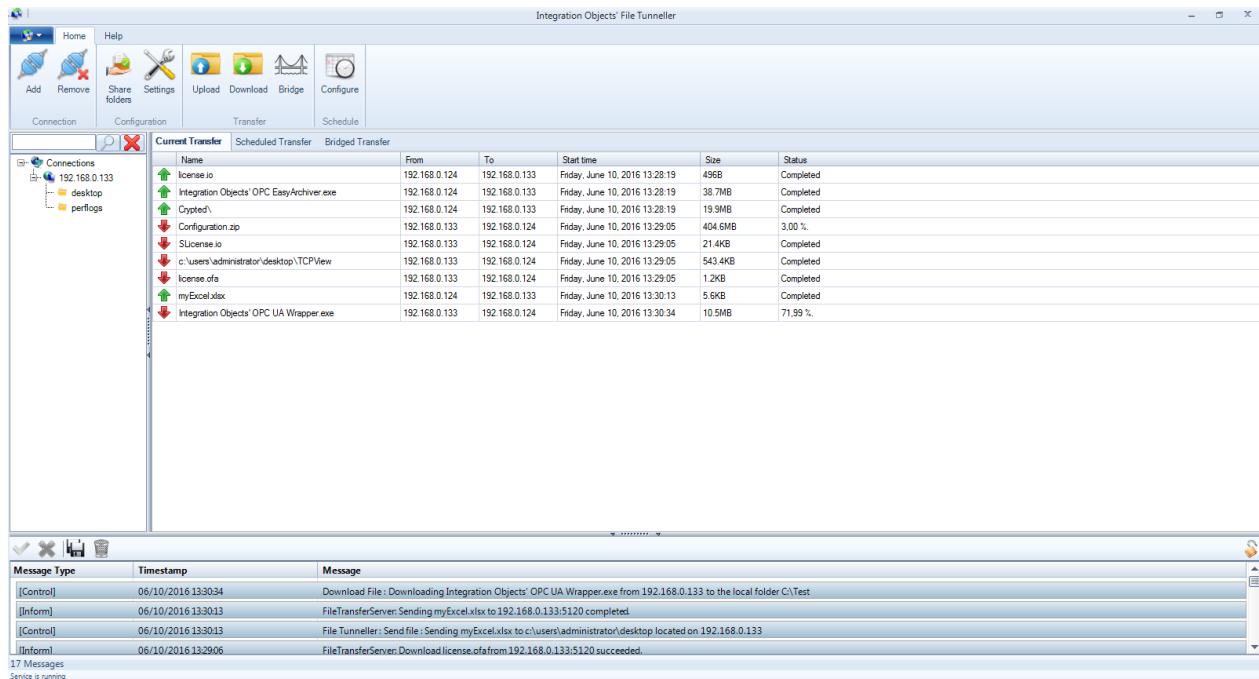 Integration Objects' File Tunneller
Home Help
Add Remove Share folders Settings Upload Download Bridge Configure
Connection Configuration Transfer Schedule
Current Transfer Scheduled Transfer Bridged Transfer
Connections
192.168.0.133
desktop
perflogs
Name From To Start time Size Status
license.io 192.168.0.124 192.168.0.133 Friday, June 10, 2016 13:28:19 496B Completed
Integration Objects' OPC EasyArchiver.exe 192.168.0.124 192.168.0.133 Friday, June 10, 2016 13:28:19 38.7MB Completed
Crypted\ 192.168.0.124 192.168.0.133 Friday, June 10, 2016 13:28:19 19.9MB Completed
Configuration.zip 192.168.0.133 192.168.0.124 Friday, June 10, 2016 13:29:05 404.6MB 3,00 %.
SLicense.io 192.168.0.133 192.168.0.124 Friday, June 10, 2016 13:29:05 21.4KB Completed
c:\users\administrator\desktop\TCPView 192.168.0.133 192.168.0.124 Friday, June 10, 2016 13:29:05 543.4KB Completed
license.ofa 192.168.0.133 192.168.0.124 Friday, June 10, 2016 13:29:05 1.2KB Completed
myExcel.xlsx 192.168.0.124 192.168.0.133 Friday, June 10, 2016 13:30:13 5.6KB Completed
Integration Objects' OPC UA Wrapper.exe 192.168.0.133 192.168.0.124 Friday, June 10, 2016 13:30:34 10.5MB 71,99 %.
Message Type Timestamp Message
[Control] 06/10/2016 13:30:34 Download File : Downloading Integration Objects' OPC UA Wrapper.exe from 192.168.0.133 to the local folder C:\Test
[Inform] 06/10/2016 13:30:13 FileTransferServer: Sending myExcel.xlsx to 192.168.0.133:5120 completed.
[Control] 06/10/2016 13:30:13 File Tunneller : Send file : Sending myExcel.xlsx to c:\users\administrator\desktop located on 192.168.0.133
[Inform] 06/10/2016 13:29:06 FileTransferServer: Download license.ofa from 192.168.0.133:5120 succeeded.
17 Messages
Service is running